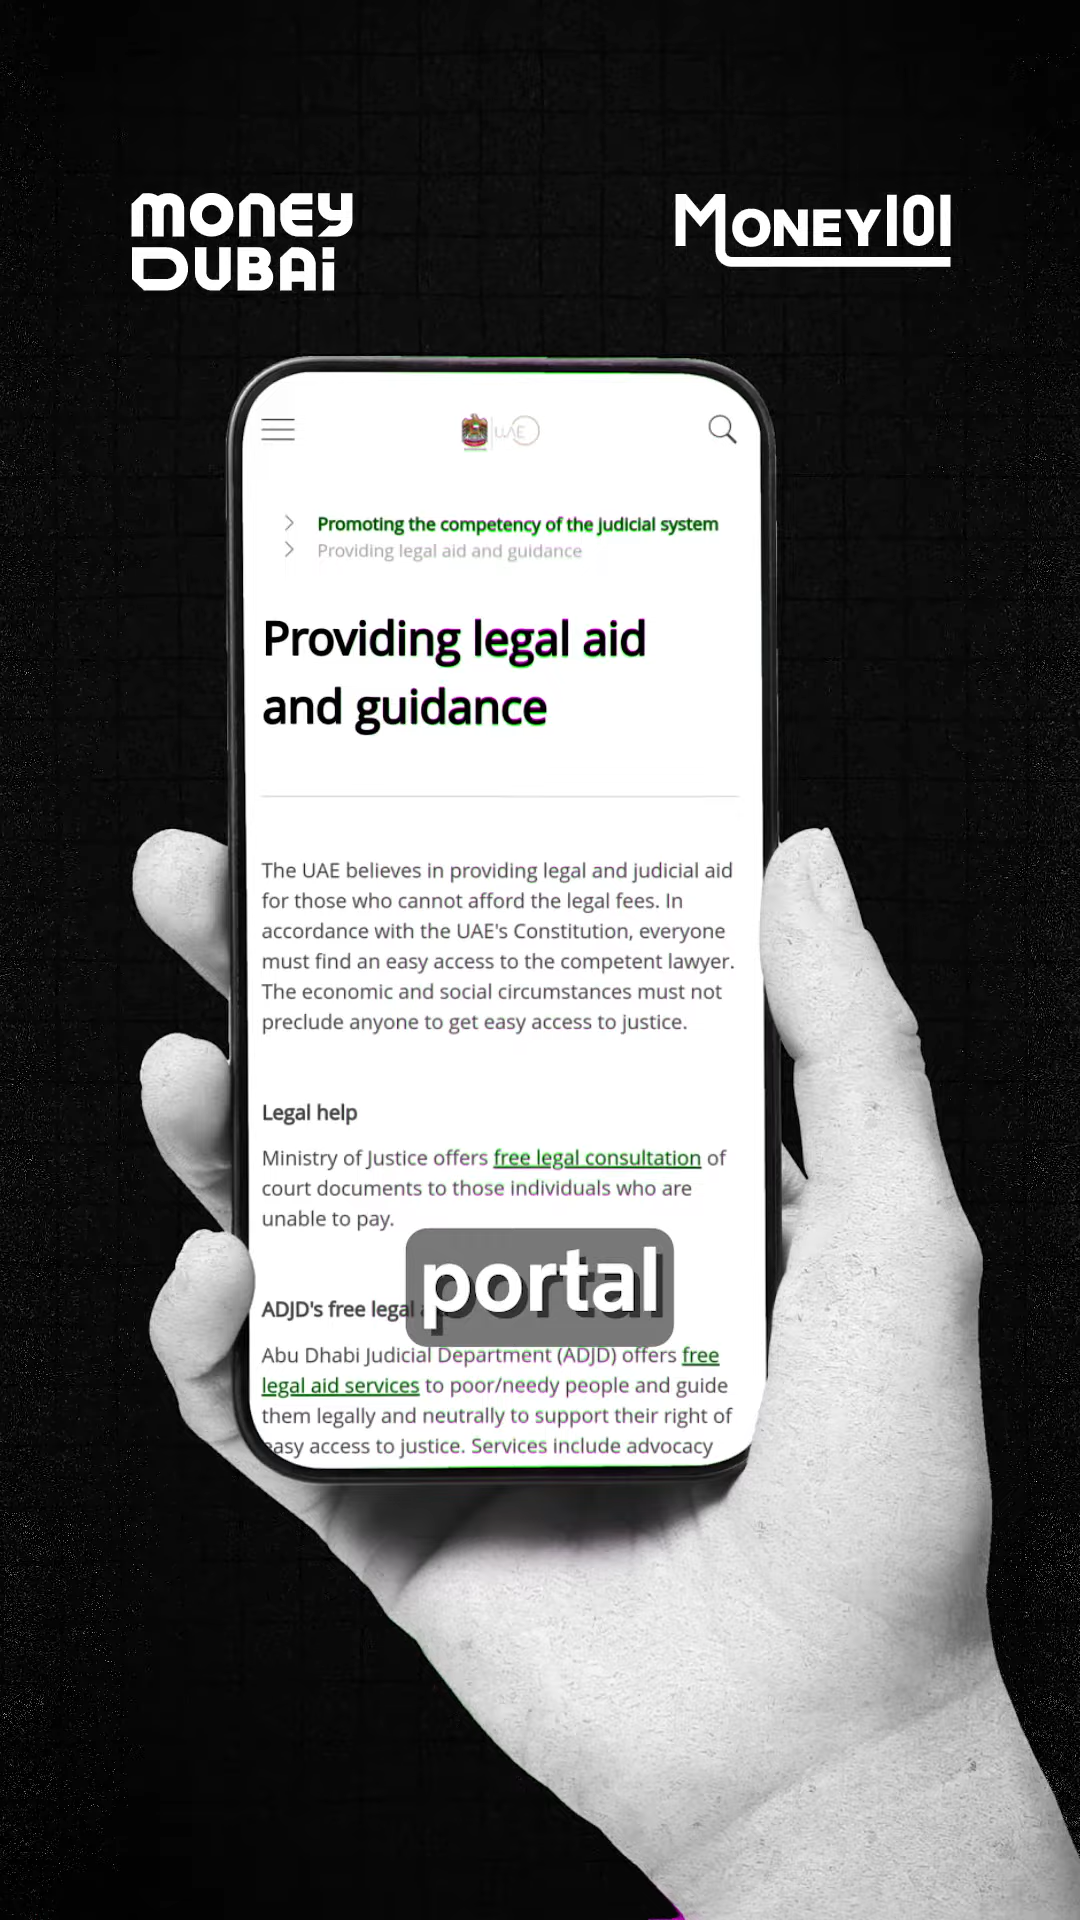 MONEY
DUBAi
MONEY101
UAE
Promoting the competency of the judicial system
Providing legal aid and guidance
Providing legal aid
and guidance
The UAE believes in providing legal and judicial aid
for those who cannot afford the legal fees. In
accordance with the UAE's Constitution, everyone
must find an easy access to the competent lawyer.
The economic and social circumstances must not
preclude anyone to get easy access to justice.
Legal help
Ministry of Justice offers free legal consultation of
court documents to those individuals who are
unable to pay.
portal
ADJD's free legal
Abu Dhabi Judicial Department (ADJD) offers free
legal aid services to poor/needy people and guide
them legally and neutrally to support their right of
easy access to justice. Services include advocacy